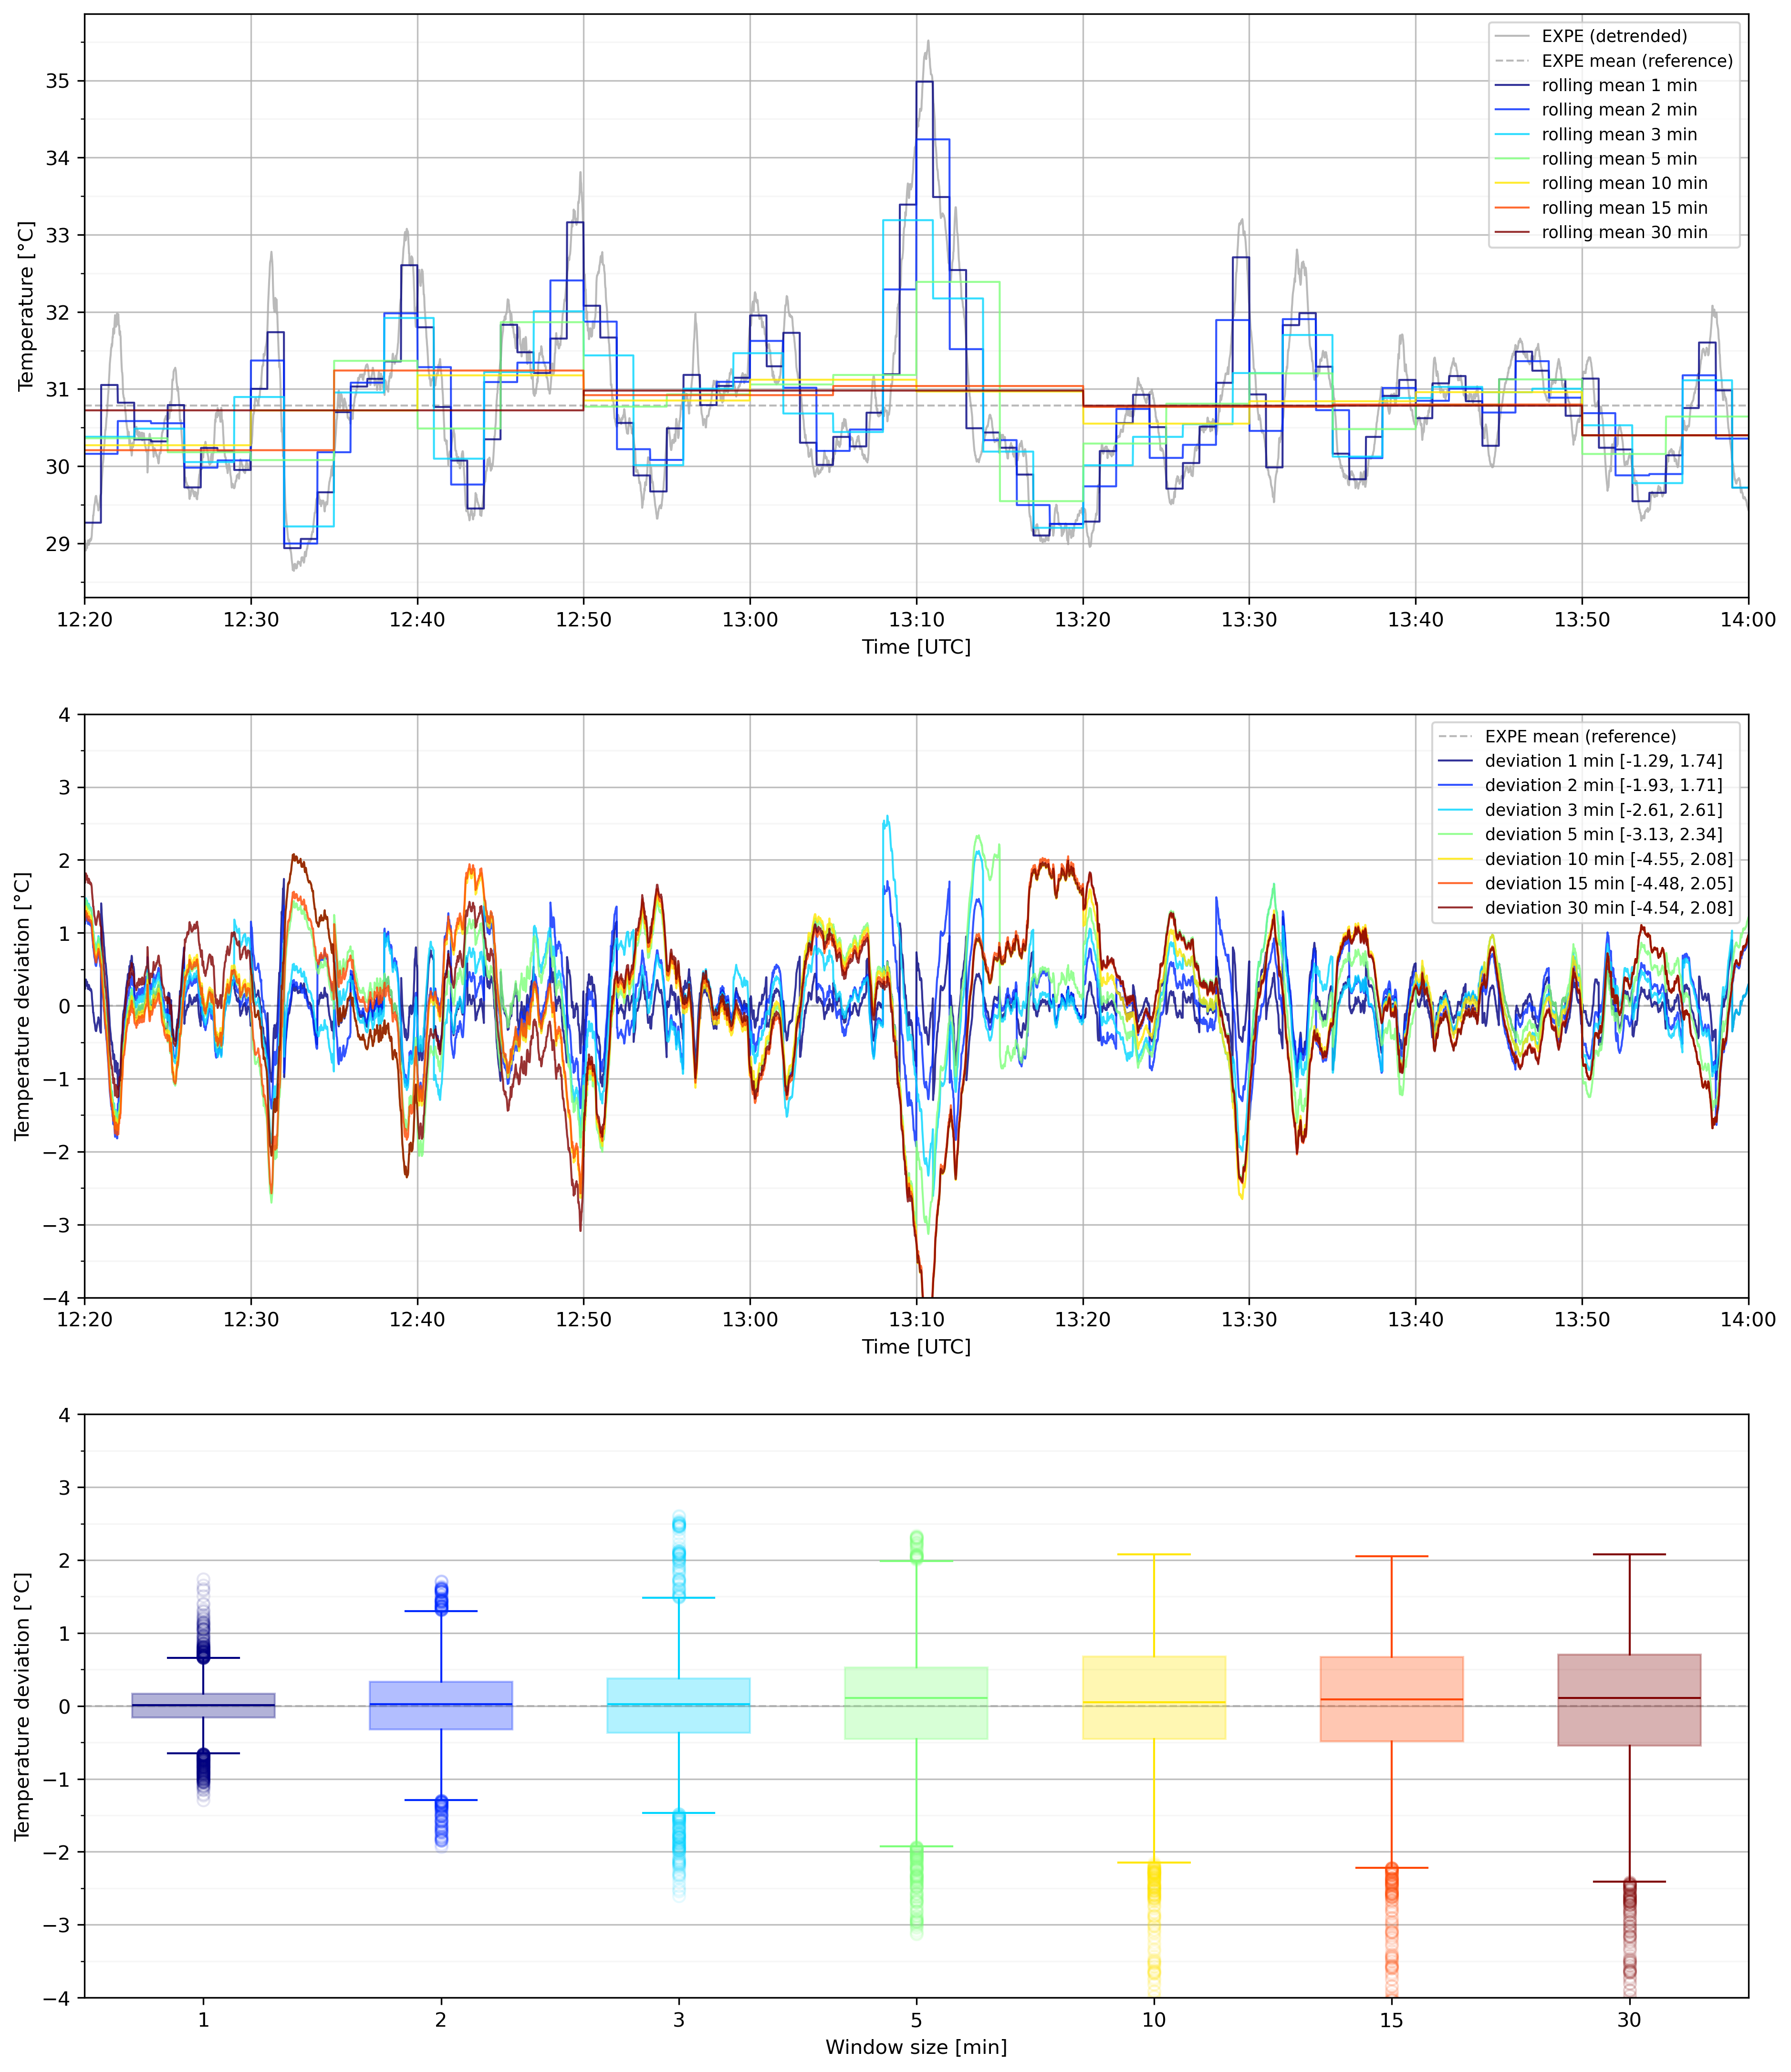 35
34
33
32
31
30
29
Temperature [°C]
EXPE (detrended)
EXPE mean (reference)
rolling mean 1 min
rolling mean 2 min
rolling mean 3 min
rolling mean 5 min
rolling mean 10 min
rolling mean 15 min
rolling mean 30 min
12:20 12:30 12:40 12:50 13:00 13:10 13:20 13:30 13:40 13:50 14:00
Time [UTC]
4
3
2
1
0
−1
−2
−3
−4
Temperature deviation [°C]
EXPE mean (reference)
deviation 1 min [-1.29, 1.74]
deviation 2 min [-1.93, 1.71]
deviation 3 min [-2.61, 2.61]
deviation 5 min [-3.13, 2.34]
deviation 10 min [-4.55, 2.08]
deviation 15 min [-4.48, 2.05]
deviation 30 min [-4.54, 2.08]
12:20 12:30 12:40 12:50 13:00 13:10 13:20 13:30 13:40 13:50 14:00
Time [UTC]
4
3
2
1
0
−1
−2
−3
−4
Temperature deviation [°C]
1 2 3 5 10 15 30
Window size [min]